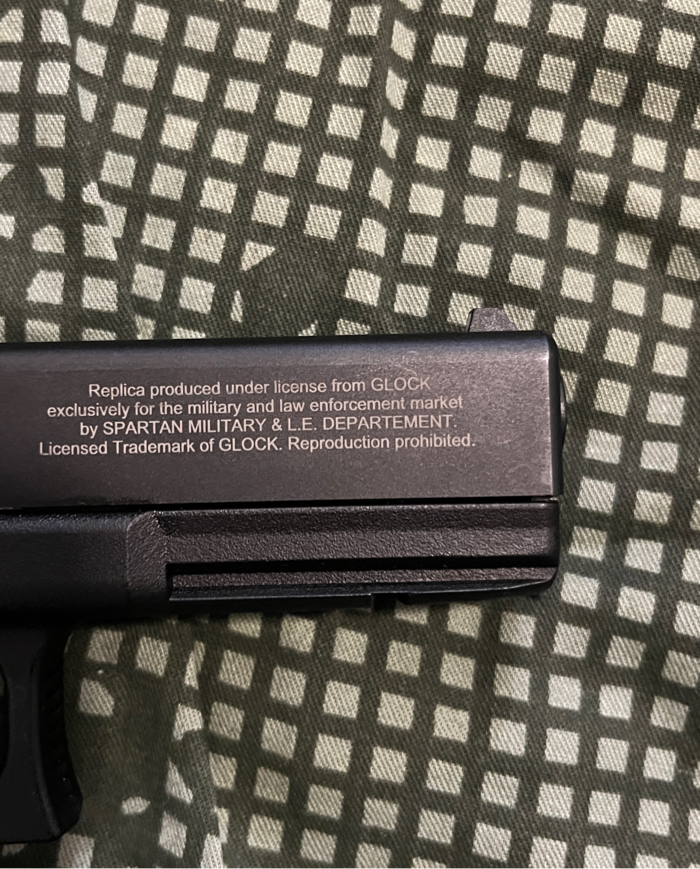 Replica produced under license from GLOCK
exclusively for the military and law enforcement market
by SPARTAN MILITARY & L.E. DEPARTEMENT.
Licensed Trademark of GLOCK. Reproduction prohibited.